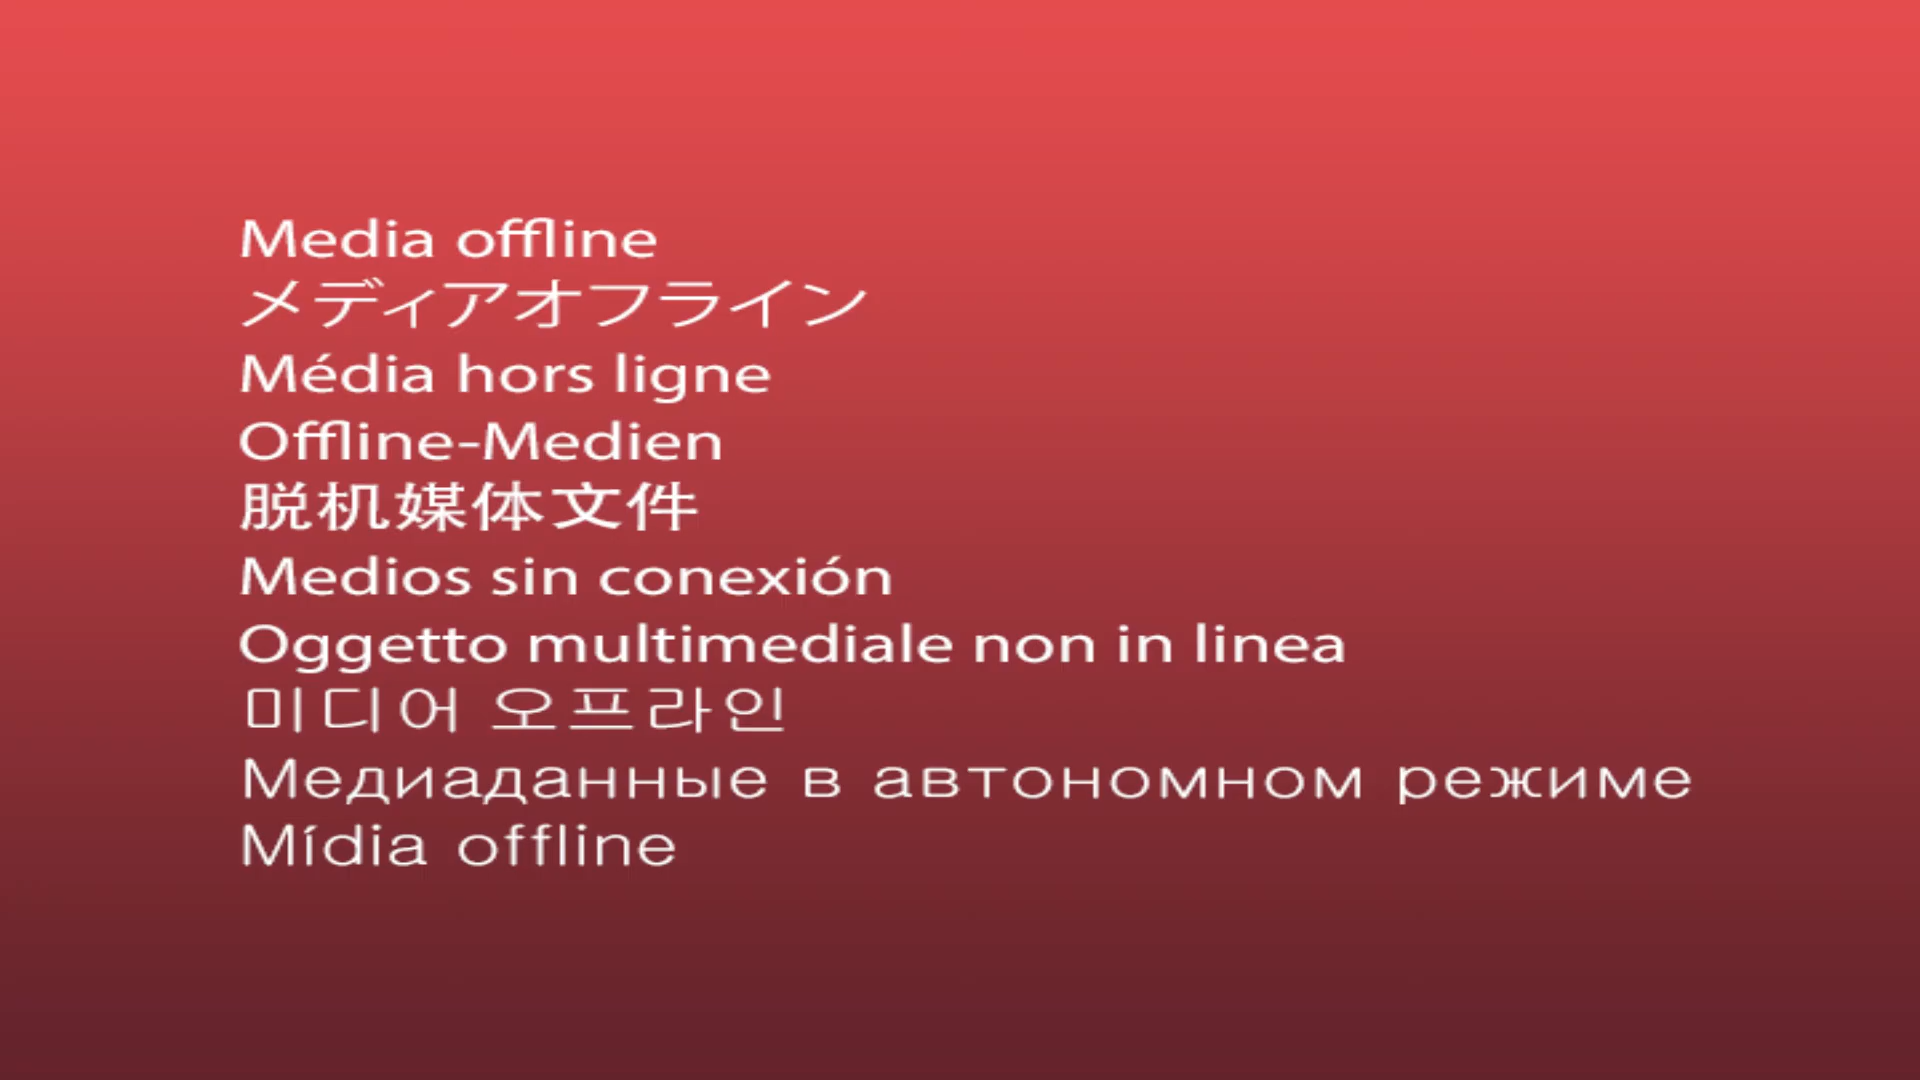 Media offline
メディアオフライン
Média hors ligne
Offline-Medien
脱机媒体文件
Medios sin conexión
Oggetto multimediale non in linea
미디어 오프라인
Медиаданные в автономном режиме
Mídia offline